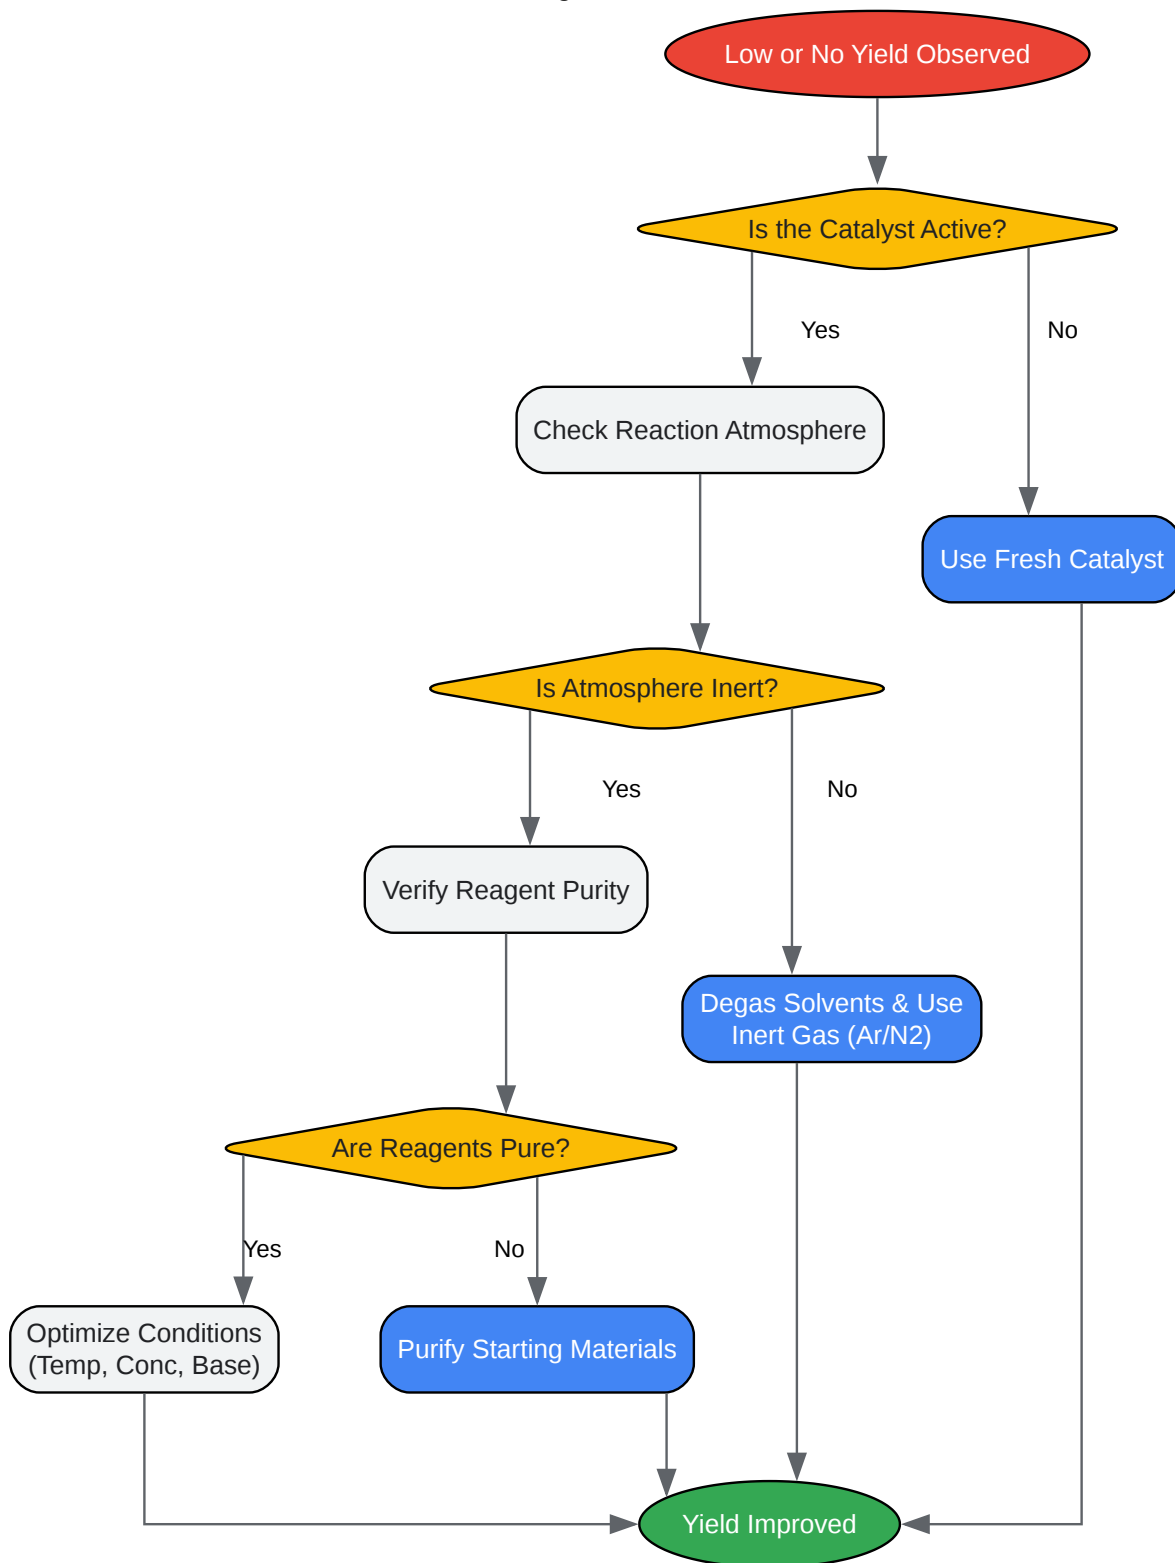 Low or No Yield Observed
Is the Catalyst Active?
Yes
No
Check Reaction Atmosphere
Use Fresh Catalyst
Is Atmosphere Inert?
Yes
No
Verify Reagent Purity
Degas Solvents & Use
Inert Gas (Ar/N2)
Are Reagents Pure?
Yes
No
Optimize Conditions
(Temp, Conc, Base)
Purify Starting Materials
Yield Improved